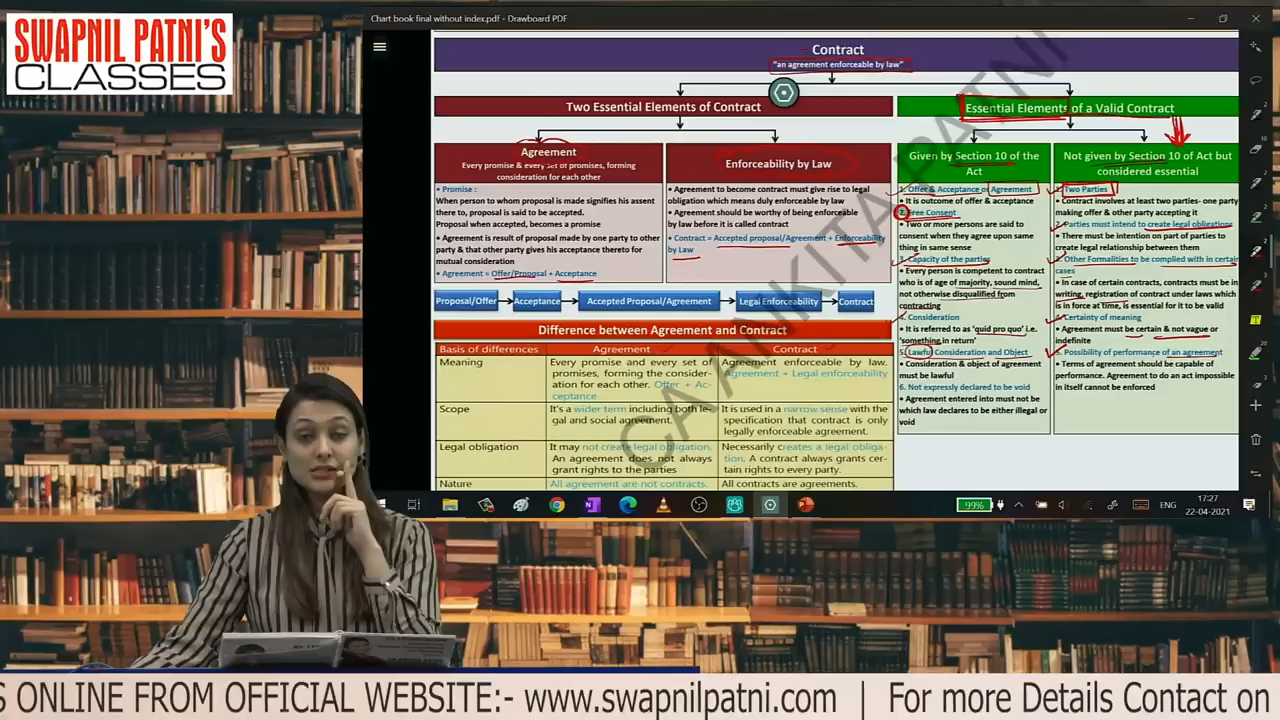 SWAPNIL PATNI'S
CLASSES
Chart book final without index.pdf - Drawboard PDF
Contract
"an agreement enforceable by law"
Two Essential Elements of Contract
Essential Elements of a Valid Contract
Agreement
Every promise & every set of promises, forming
consideration for each other
Enforceability by Law
Given by Section 10 of the
Act
Not given by Section 10 of Act but
considered essential
• Promise :
When person to whom proposal is made signifies his assent
there to, proposal is said to be accepted.
Proposal when accepted, becomes a promise
• Agreement is result of proposal made by one party to other
party & that other party gives his acceptance thereto for
mutual consideration
• Agreement = Offer/Proposal + Acceptance
• Agreement to become contract must give rise to legal
obligation which means duly enforceable by law
• Agreement should be worthy of being enforceable
by law before it is called contract
• Contract = Accepted proposal/Agreement + Enforceability
by Law
1. Offer & Acceptance or Agreement
• It is outcome of offer & acceptance
2. Free Consent
• Two or more persons are said to
consent when they agree upon same
thing in same sense
3. Capacity of the parties
• Every person is competent to contract
who is of age of majority, sound mind,
not otherwise disqualified from
contracting
4. Consideration
• It is referred to as 'quid pro quo' i.e.
'something in return'
5. Lawful Consideration and Object
• Consideration & object of agreement
must be lawful
6. Not expressly declared to be void
• Agreement entered into must not be
which law declares to be either illegal or
void
1. Two Parties
• Contract involves at least two parties- one party
making offer & other party accepting it
2. Parties must intend to create legal obligations
• There must be intention on part of parties to
create legal relationship between them
3. Other Formalities to be complied with in certain
cases
• In case of certain contracts, contracts must be in
writing, registration of contract under laws which
is in force at time, is essential for it to be valid
4. Certainty of meaning
• Agreement must be certain & not vague or
indefinite
5. Possibility of performance of an agreement
• Terms of agreement should be capable of
performance. Agreement to do an act impossible
in itself cannot be enforced
Proposal/Offer
Acceptance
Accepted Proposal/Agreement
Legal Enforceability
Contract
Difference between Agreement and Contract
Basis of differences Agreement Contract
Meaning
Every promise and every set of
promises, forming the consider-
ation for each other. Offer + Ac-
ceptance
Agreement enforceable by law.
Agreement + Legal enforceability
Scope
It's a wider term including both le-
gal and social agreement.
It is used in a narrow sense with the
specification that contract is only
legally enforceable agreement.
Legal obligation
It may not create legal obligation.
An agreement does not always
grant rights to the parties
Necessarily creates a legal obliga-
tion. A contract always grants cer-
tain rights to every party.
Nature
All agreement are not contracts.
All contracts are agreements.
CA ANKITA PATNI
99%
ENG
17:27
22-04-2021
S ONLINE FROM OFFICIAL WEBSITE:- www.swapnilpatni.com | For more Details Contact on